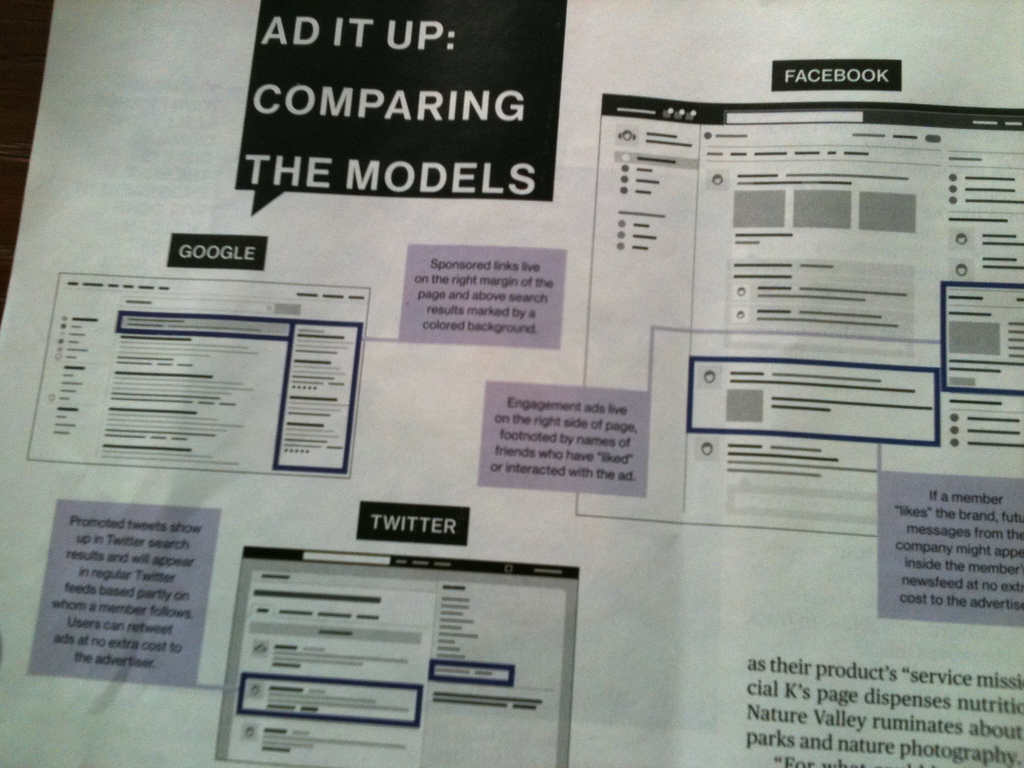 AD IT UP:
COMPARING
THE MODELS
FACEBOOK
GOOGLE
Sponsored links live
on the right margin of the
page and above search
results marked by a
colored background.
Engagement ads live
on the right side of page,
footnoted by names of
friends who have "liked"
or interacted with the ad.
If a member
"likes" the brand,
messages from the
company might
inside the member's
newsfeed at no
cost to the
TWITTER
Promoted tweets show
up in Twitter search
results and will appear
in regular Twitter
feeds based partly on
whom a member follows.
Users can retweet
ads at no extra cost to
the advertiser.
as their product's "service
K's page dispenses
Nature Valley ruminates about
parks and nature photography.
"For what